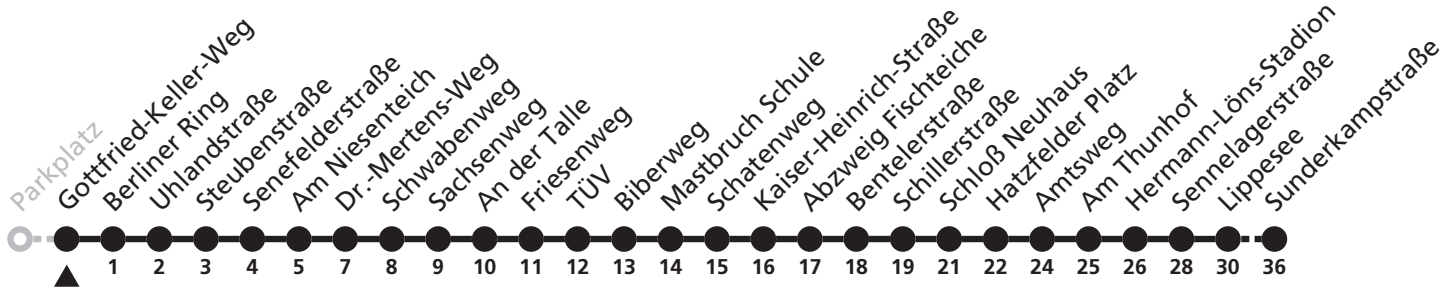 Parkplatz
Gottfried-Keller-Weg
Berliner Ring
Uhlandstraße
Steubenstraße
Senefelderstraße
Am Niesenteich
Dr.-Mertens-Weg
Schwabenweg
Sachsenweg
An der Talle
Friesenweg
TÜV
Biberweg
Mastbruch Schule
Schatenweg
Kaiser-Heinrich-Straße
Abzweig Fischteiche
Bentelerstraße
Schillerstraße
Schloß Neuhaus
Hatzfelder Platz
Amtsweg
Am Thunhof
Hermann-Löns-Stadion
Sennelagerstraße
Lippesee
Sunderkampstraße
1 2 3 4 5 7 8 9 10 11 12 13 14 15 16 17 18 19 21 22 24 25 26 28 30 36